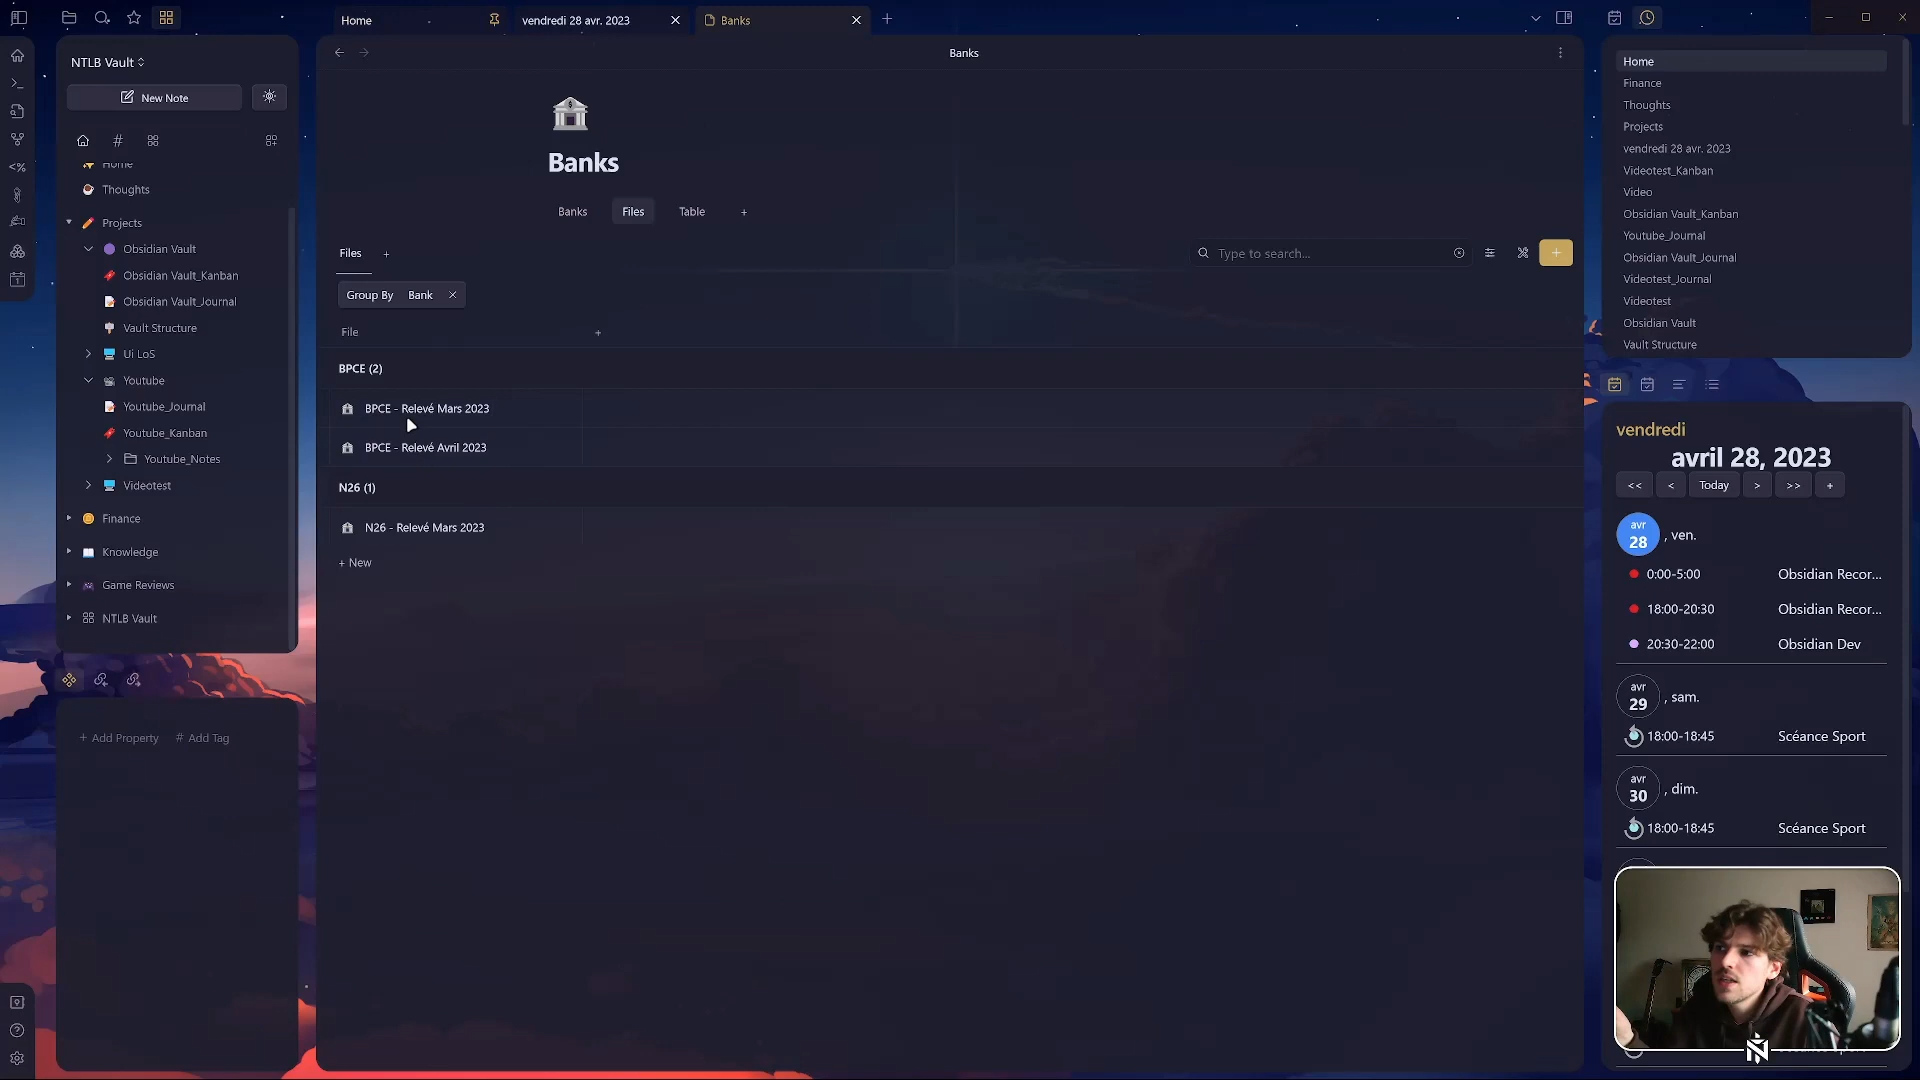 Home
vendredi 28 avr. 2023
Banks
NTLB Vault
New Note
#
Home
Thoughts
Projects
Obsidian Vault
Obsidian Vault_Kanban
Obsidian Vault_Journal
Vault Structure
Ui LoS
Youtube
Youtube_Journal
Youtube_Kanban
Youtube_Notes
Videotest
Finance
Knowledge
Game Reviews
NTLB Vault
+ Add Property # Add Tag
Banks
Banks
Banks Files Table +
Files +
Type to search...
Group By Bank
File +
BPCE (2)
BPCE - Relevé Mars 2023
BPCE - Relevé Avril 2023
N26 (1)
N26 - Relevé Mars 2023
+ New
Home
Finance
Thoughts
Projects
vendredi 28 avr. 2023
Videotest_Kanban
Video
Obsidian Vault_Kanban
Youtube_Journal
Obsidian Vault_Journal
Videotest_Journal
Videotest
Obsidian Vault
Vault Structure
vendredi
avril 28, 2023
<< < Today > >> +
avr
28 , ven.
0:00-5:00 Obsidian Recor...
18:00-20:30 Obsidian Recor...
20:30-22:00 Obsidian Dev
avr
29 , sam.
18:00-18:45 Scéance Sport
avr
30 , dim.
18:00-18:45 Scéance Sport